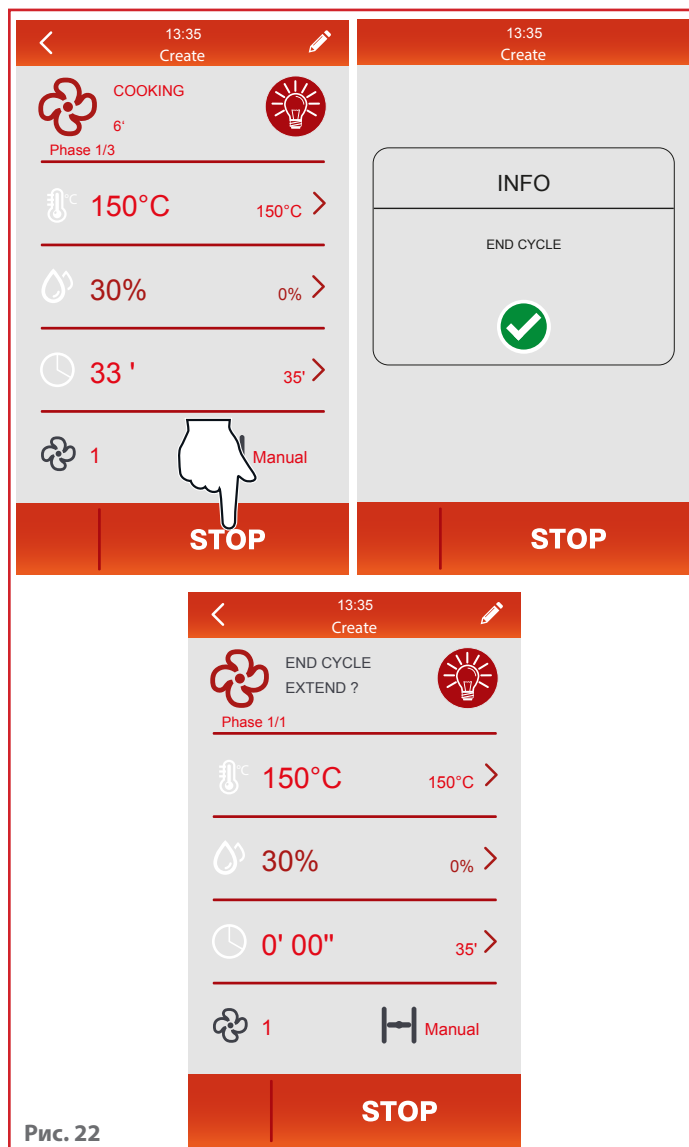 13:35
Create
COOKING
6‘
Phase 1/3
°C
150°C 150°C
30% 0%
33 ' 35'
1 Manual
STOP
13:35
Create
INFO
END CYCLE
STOP
13:35
Create
END CYCLE
EXTEND ?
Phase 1/1
°C
150°C 150°C
30% 0%
0' 00" 35'
1 Manual
STOP
Рис. 22